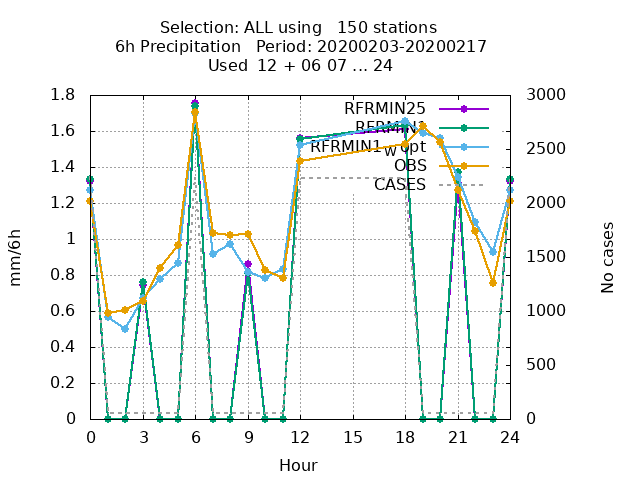 Selection: ALL using   150 stations
6h Precipitation   Period: 20200203-20200217
Used  12 + 06 07 ... 24
mm/6h
1.8
1.6
1.4
1.2
1
0.8
0.6
0.4
0.2
0
3000
2500
2000
1500
1000
500
0
No cases
RFRMIN25
RFRMIN1
RFRMIN1w opt
OBS
CASES
0 3 6 9 12 15 18 21 24
Hour